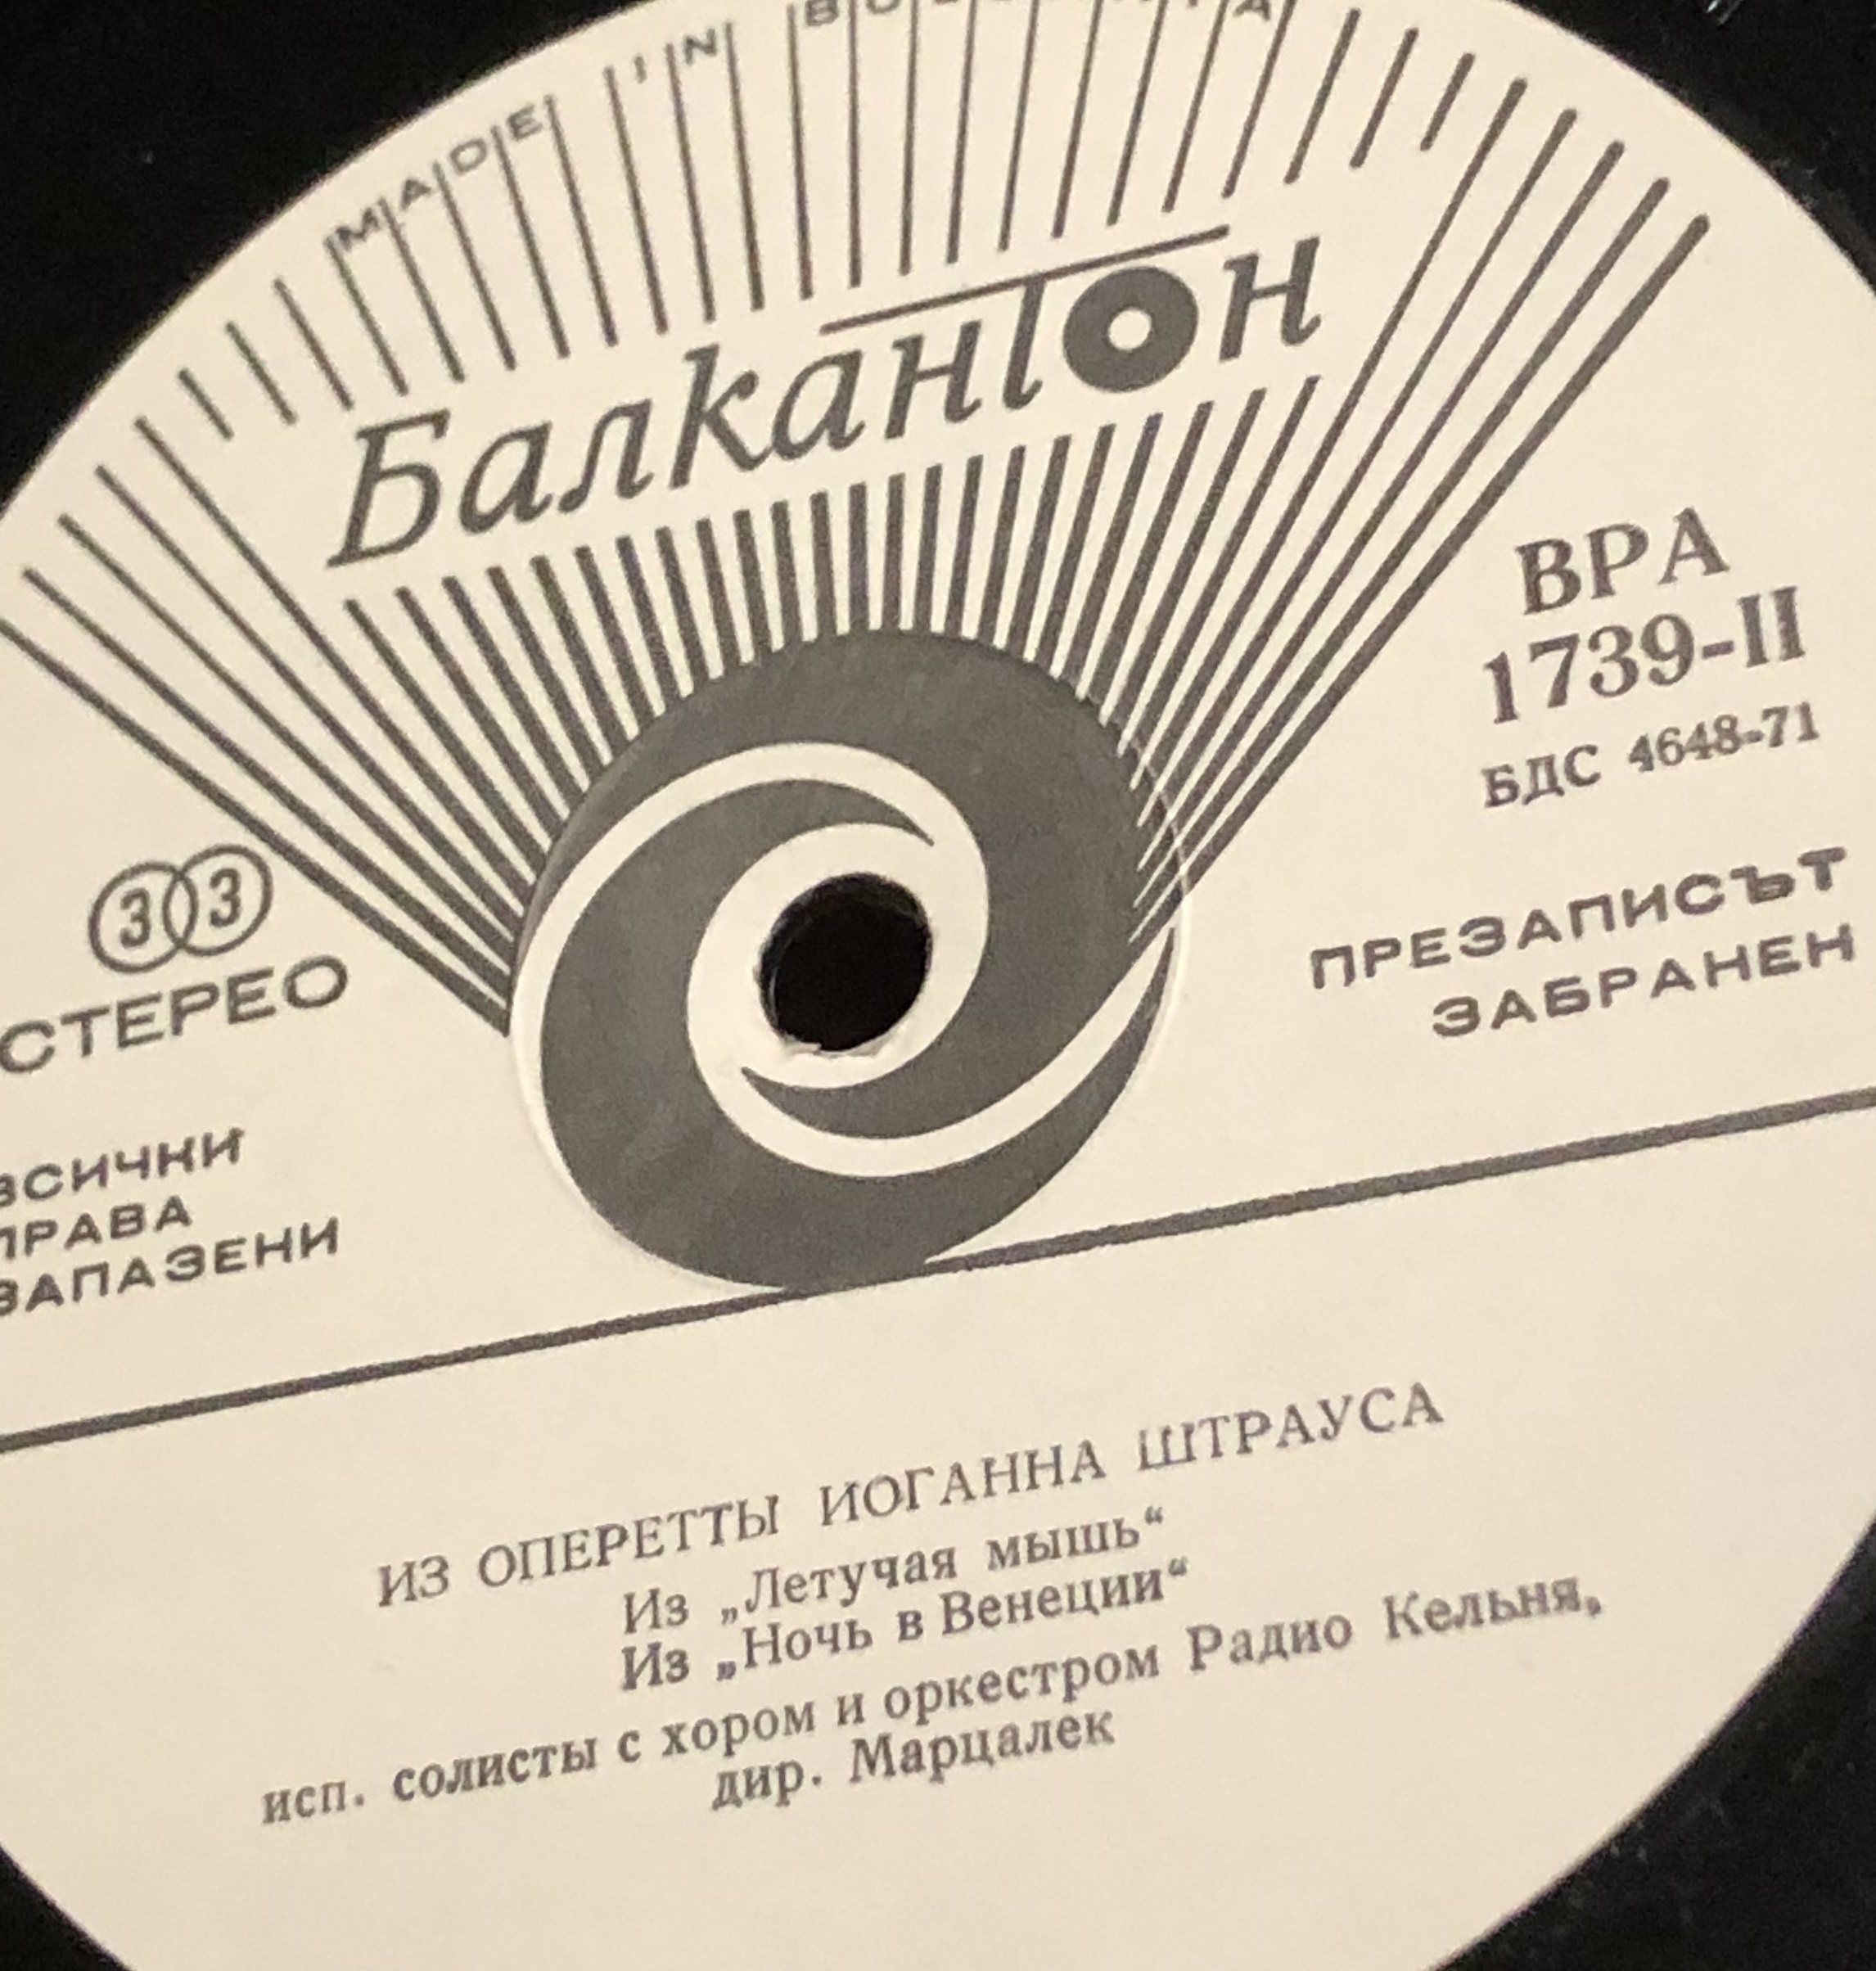 MADE IN
Балкантон
ВРА
1739-II
БДС 4648-71
33
СТЕРЕО
ПРЕЗАПИСЪТ
ЗАБРАНЕН
ВСИЧКИ
ПРАВА
ЗАПАЗЕНИ
ИЗ ОПЕРЕТТЫ ИОГАННА ШТРАУСА
Из „Летучая мышь“
Из „Ночь в Венеции“
исп. солисты с хором и оркестром Радио Кельня,
дир. Марцалек